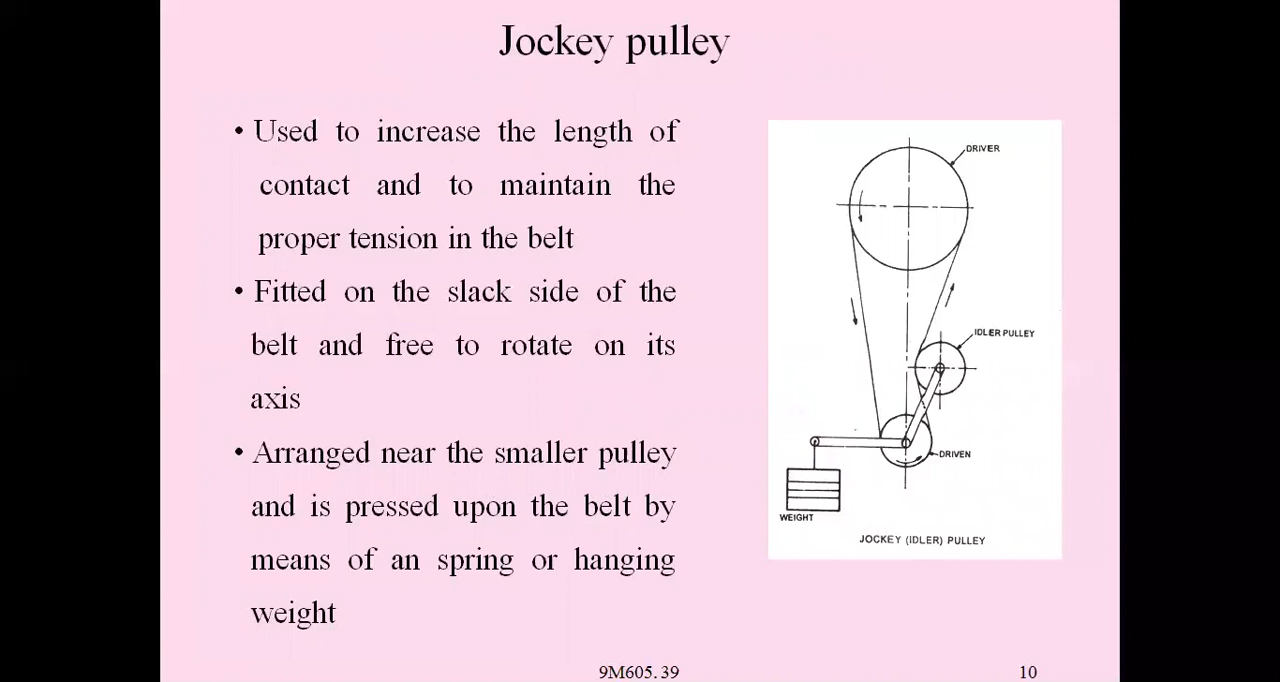 Jockey pulley
• Used to increase the length of
contact and to maintain the
proper tension in the belt
• Fitted on the slack side of the
belt and free to rotate on its
axis
• Arranged near the smaller pulley
and is pressed upon the belt by
means of an spring or hanging
weight
DRIVER
IDLER PULLEY
DRIVEN
WEIGHT
JOCKEY (IDLER) PULLEY
9M605.39
10